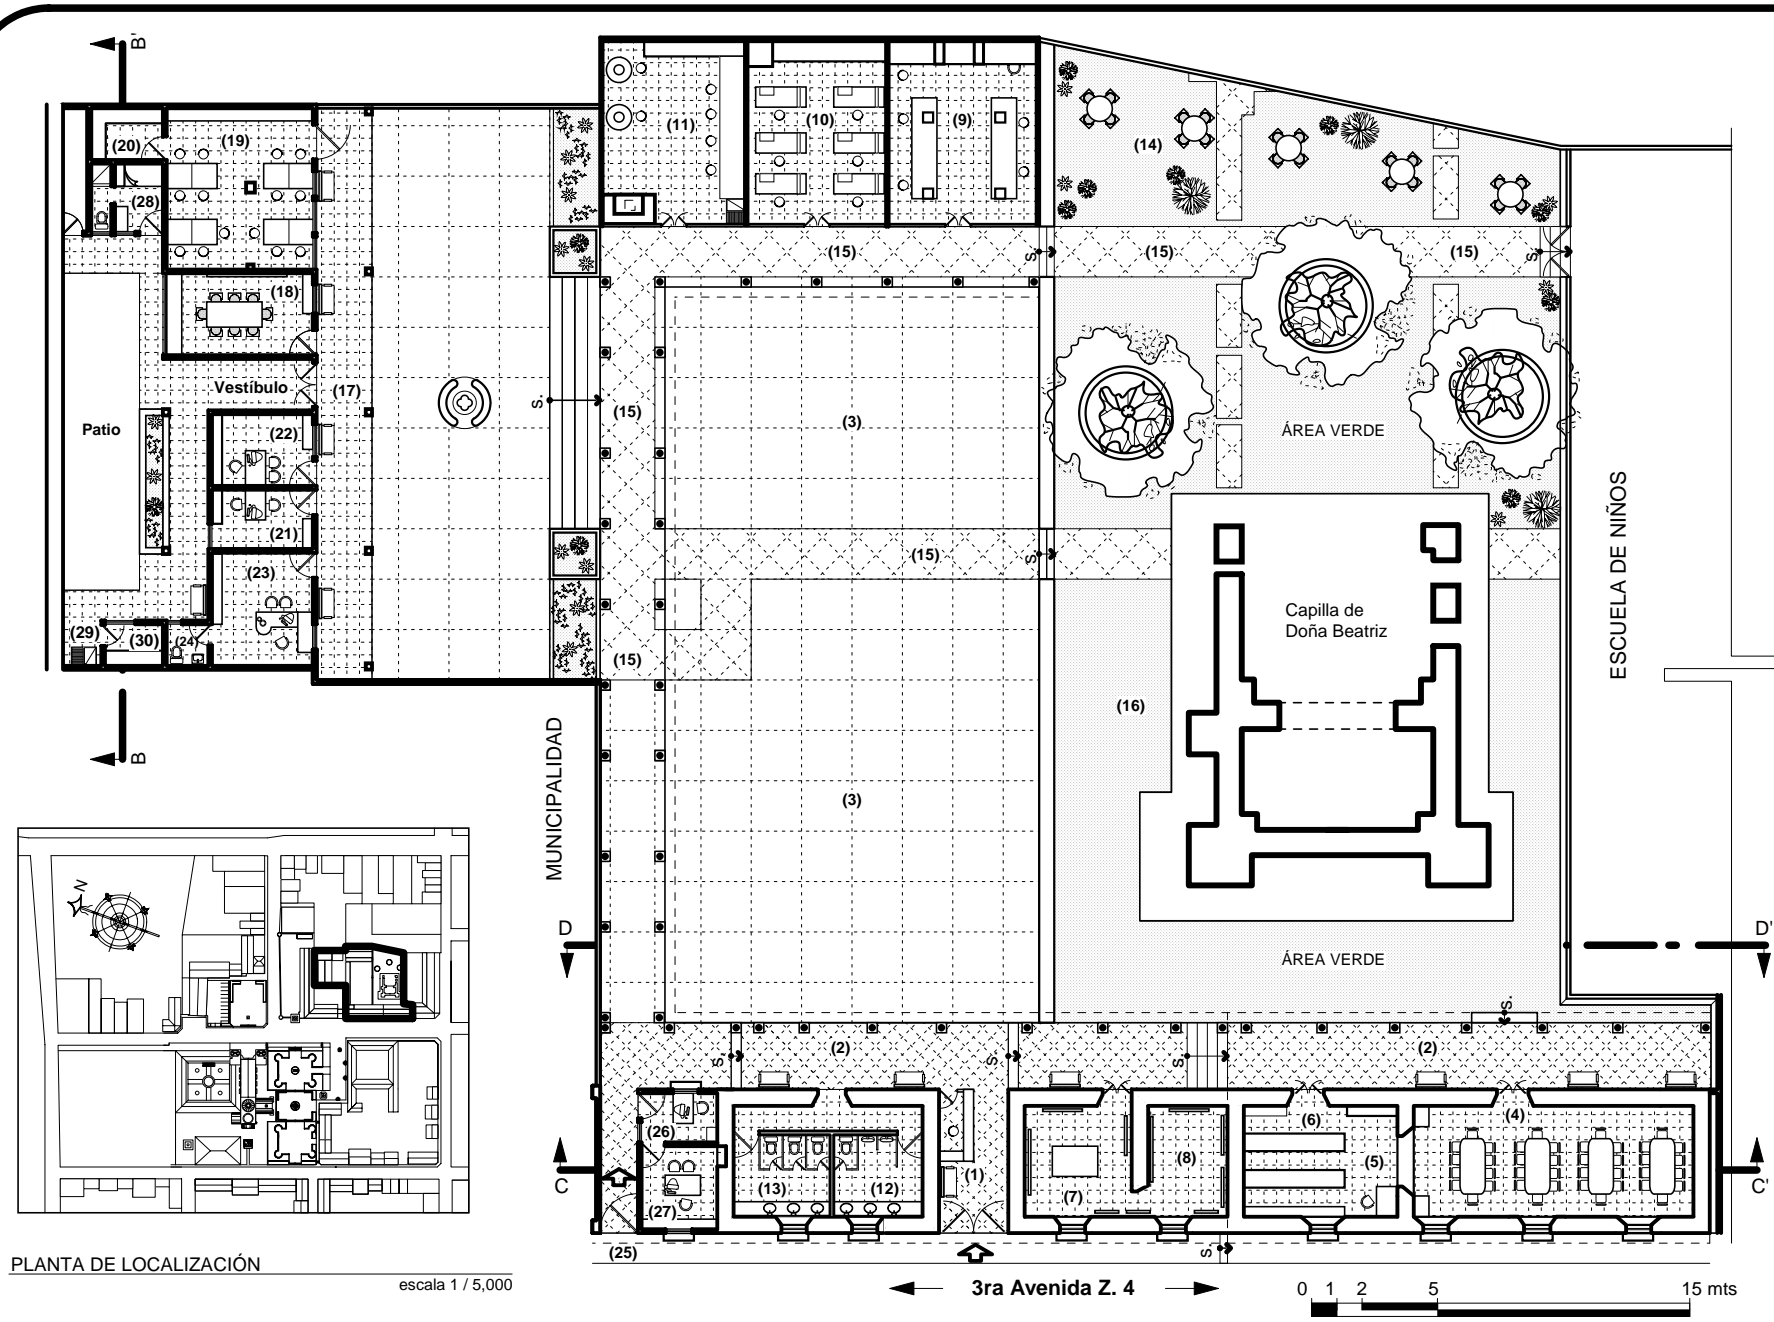 B'
(20)
(19)
(28)
(11)
(10)
(9)
(14)
(15)
(15)
(15)
s.
s.
s.
(18)
Vestíbulo
(17)
Patio
(22)
(21)
(23)
(29)
(30)
(24)
s.
(15)
(3)
ÁREA VERDE
(15)
s.
(15)
Capilla de
Doña Beatriz
(16)
ESCUELA DE NIÑOS
B
MUNICIPALIDAD
(3)
N
D
D'
ÁREA VERDE
s.
s.
(2)
s.
s.
(2)
(26)
(27)
(13)
(12)
(1)
(7)
(8)
(6)
(5)
(4)
C
C'
(25)
s.
PLANTA DE LOCALIZACIÓN
escala 1 / 5,000
3ra Avenida Z. 4
0 1 2 5 15 mts